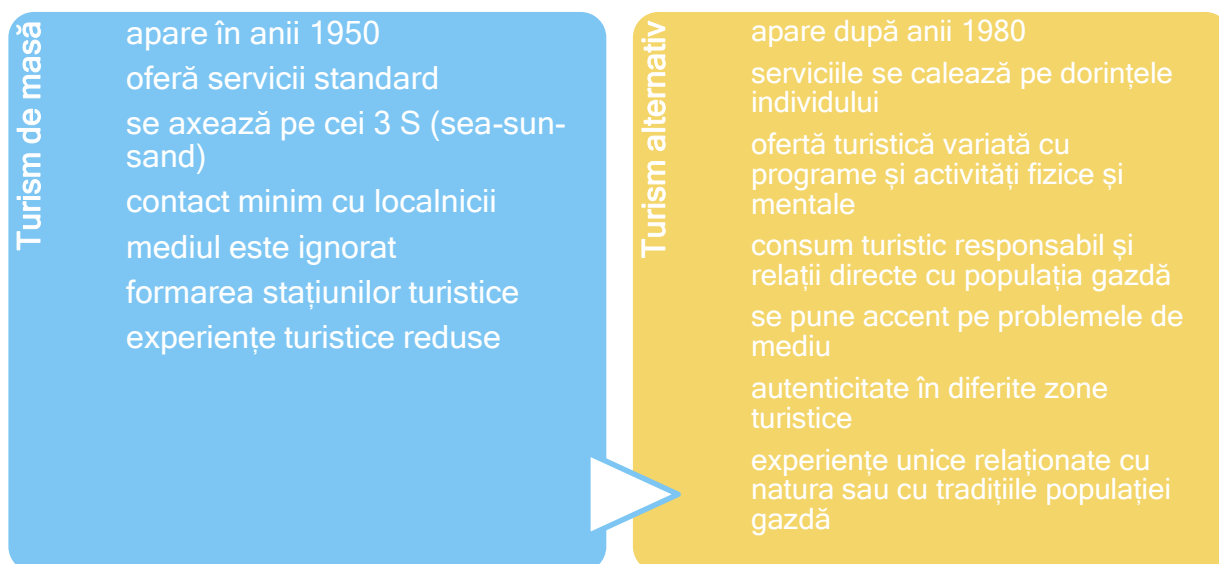 Turism de masă
apare în anii 1950
oferă servicii standard
se axează pe cei 3 S (sea-sun-
sand)
contact minim cu localnicii
mediul este ignorat
formarea stațiunilor turistice
experiențe turistice reduse
Turism alternativ
apare după anii 1980
serviciile se calează pe dorințele
individului
ofertă turistică variată cu
programe și activități fizice și
mentale
consum turistic responsabil și
relații directe cu populația gazdă
se pune accent pe problemele de
mediu
autenticitate în diferite zone
turistice
experiențe unice relaționate cu
natura sau cu tradițiile populației
gazdă